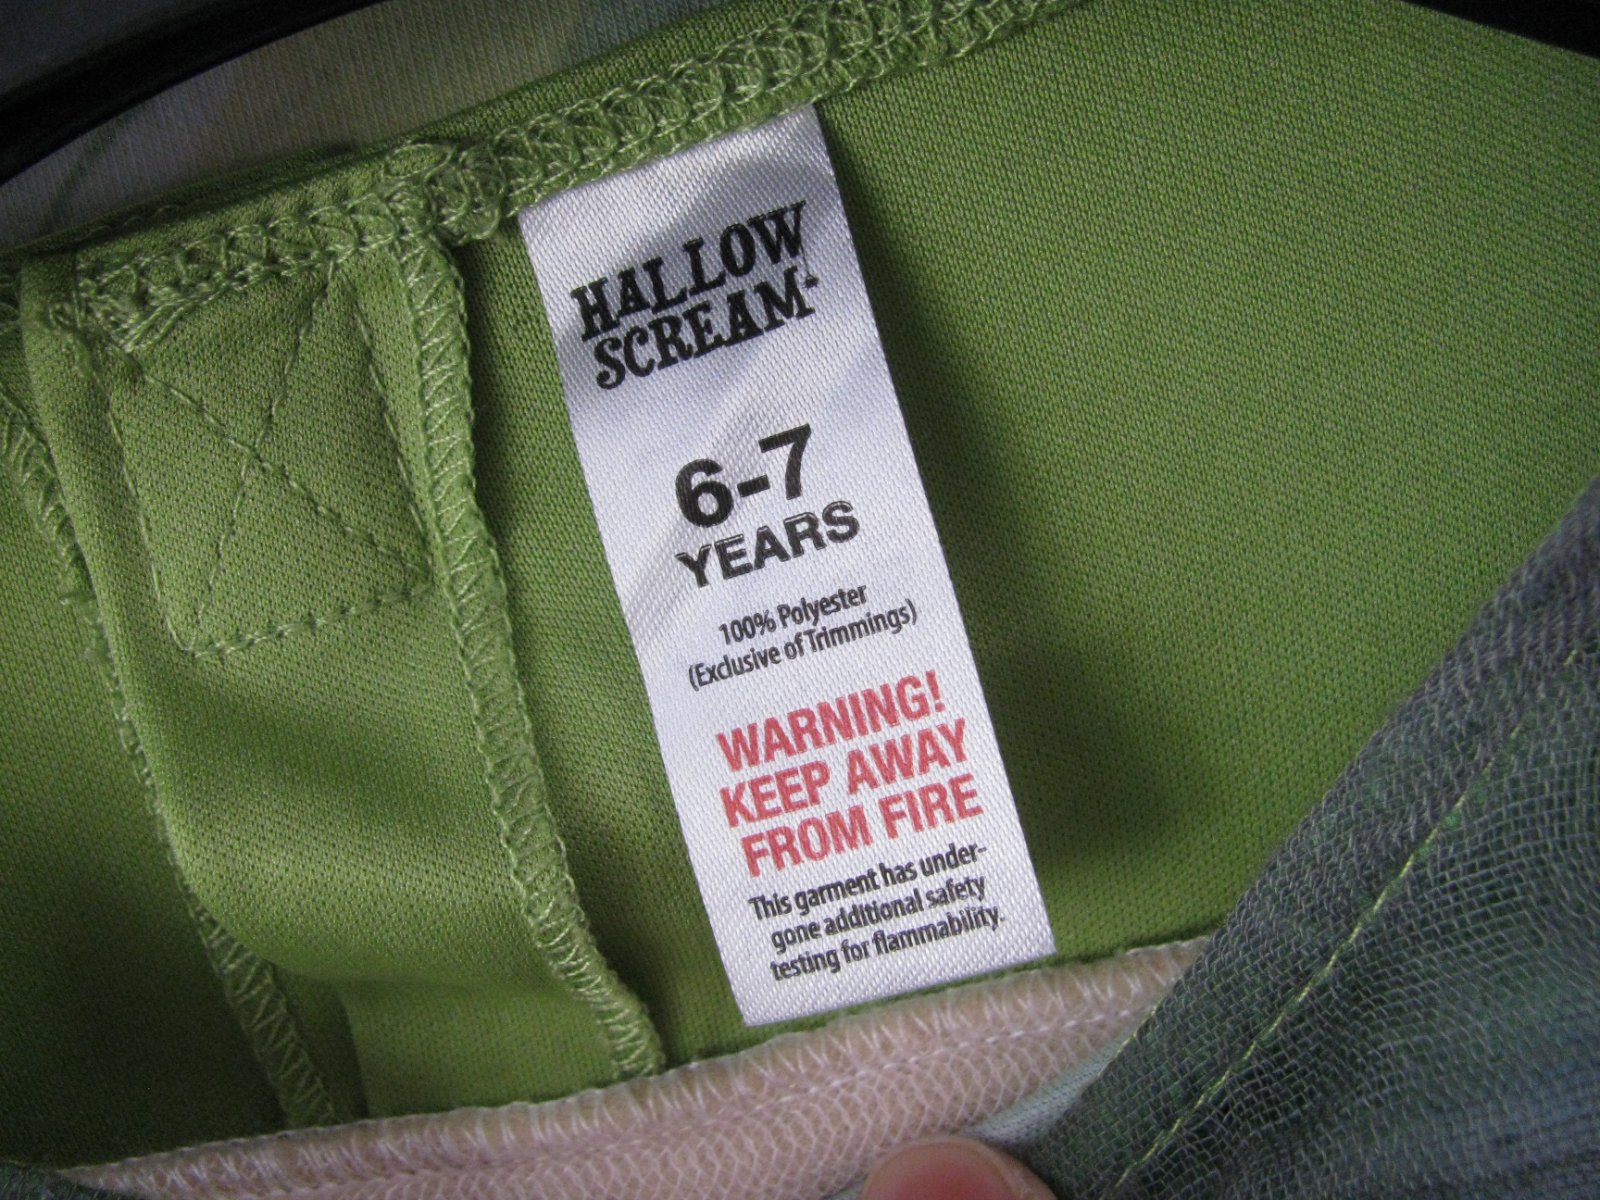 HALLOW
SCREAM
6-7
YEARS
100% Polyester
(Exclusive of Trimmings)
WARNING!
KEEP AWAY
FROM FIRE
This garment has under-
gone additional safety
testing for flammability.